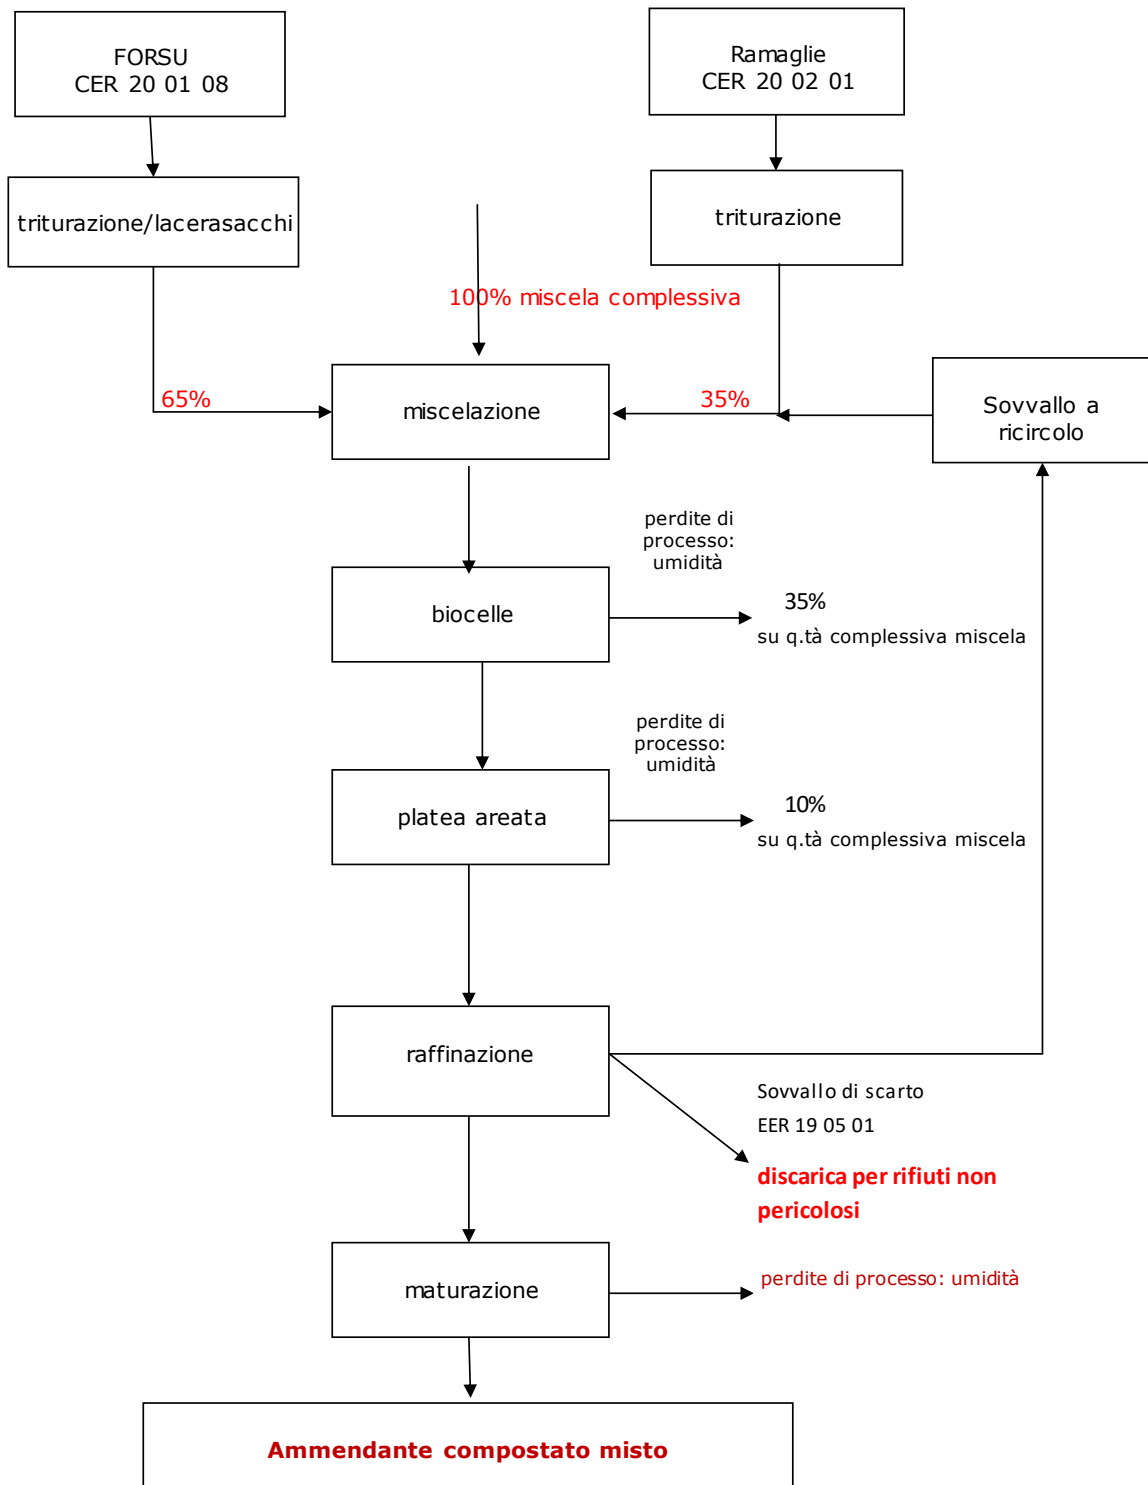 FORSU
CER 20 01 08
Ramaglie
CER 20 02 01
triturazione/lacerasacchi
triturazione
100% miscela complessiva
65%
miscelazione
35%
Sovvallo a
ricircolo
perdite di
processo:
umidità
biocelle
35%
su q.tà complessiva miscela
perdite di
processo:
umidità
platea areata
10%
su q.tà complessiva miscela
raffinazione
Sovvallo di scarto
EER 19 05 01
discarica per rifiuti non
pericolosi
maturazione
perdite di processo: umidità
Ammendante compostato misto